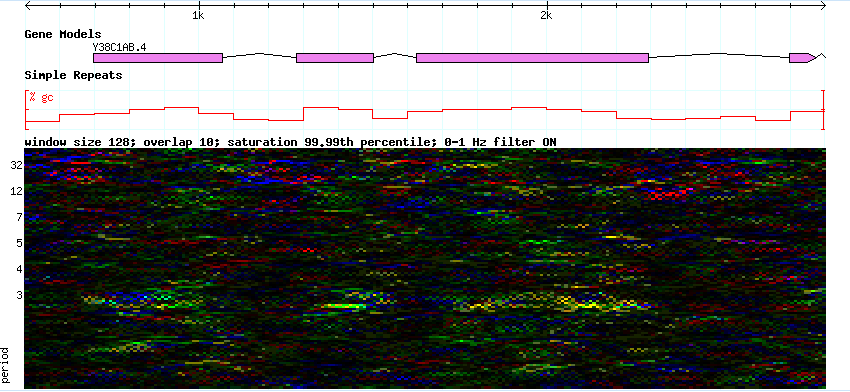 1k 2k
Gene Models
Y38C1AB.4
Simple Repeats
% gc
window size 128; overlap 10; saturation 99.99th percentile; 0-1 Hz filter ON
32
12
7
5
4
3
period